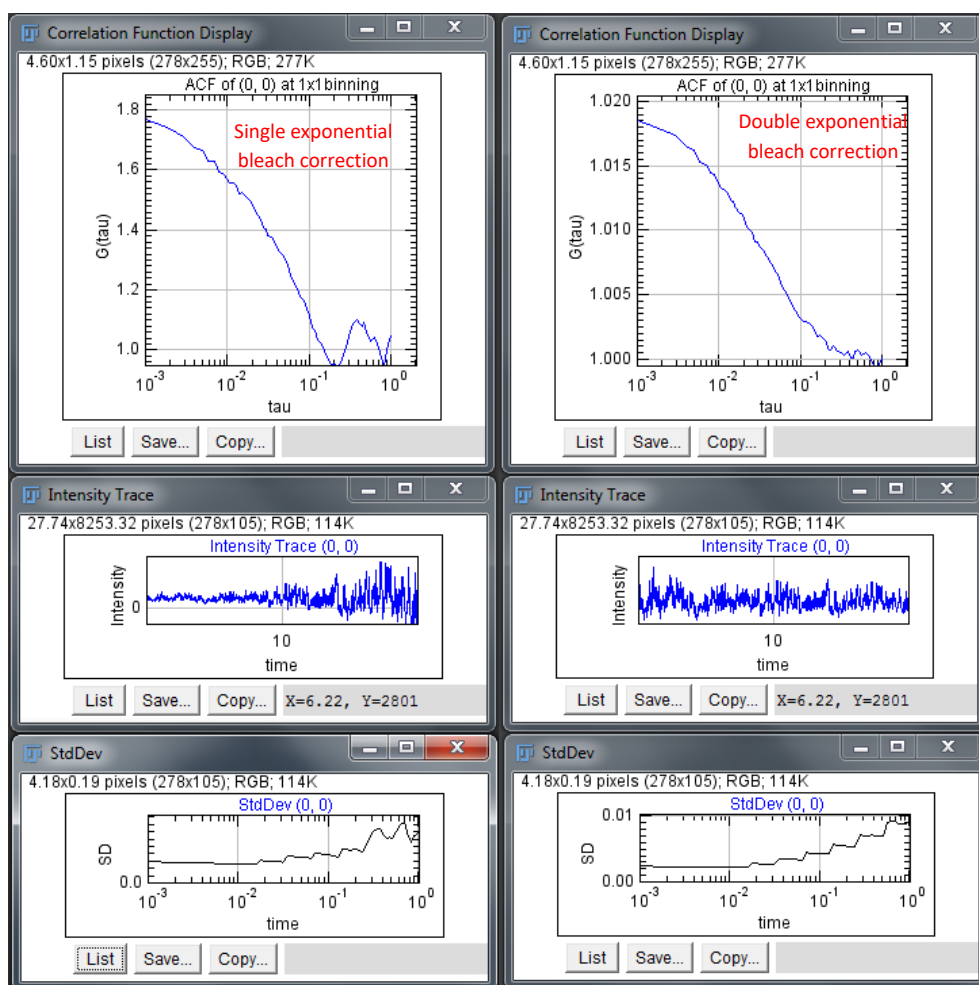 Correlation Function Display
4.60x1.15 pixels (278x255); RGB; 277K
ACF of (0, 0) at 1x1binning
Single exponential
bleach correction
1.8
1.6
1.4
1.2
1.0
G(tau)
10-3 10-2 10-1 100
tau
List Save... Copy...
Correlation Function Display
4.60x1.15 pixels (278x255); RGB; 277K
ACF of (0, 0) at 1x1binning
Double exponential
bleach correction
1.020
1.015
1.010
1.005
1.000
G(tau)
10-3 10-2 10-1 100
tau
List Save... Copy...
Intensity Trace
27.74x8253.32 pixels (278x105); RGB; 114K
Intensity Trace (0, 0)
Intensity
0
10
time
List Save... Copy... X=6.22, Y=2801
Intensity Trace
27.74x8253.32 pixels (278x105); RGB; 114K
Intensity Trace (0, 0)
Intensity
10
time
List Save... Copy... X=6.22, Y=2801
StdDev
4.18x0.19 pixels (278x105); RGB; 114K
StdDev (0, 0)
SD
0.0
10-3 10-2 10-1 100
time
List Save... Copy...
StdDev
4.18x0.19 pixels (278x105); RGB; 114K
StdDev (0, 0)
0.01
SD
0.00
10-3 10-2 10-1 100
time
List Save... Copy...